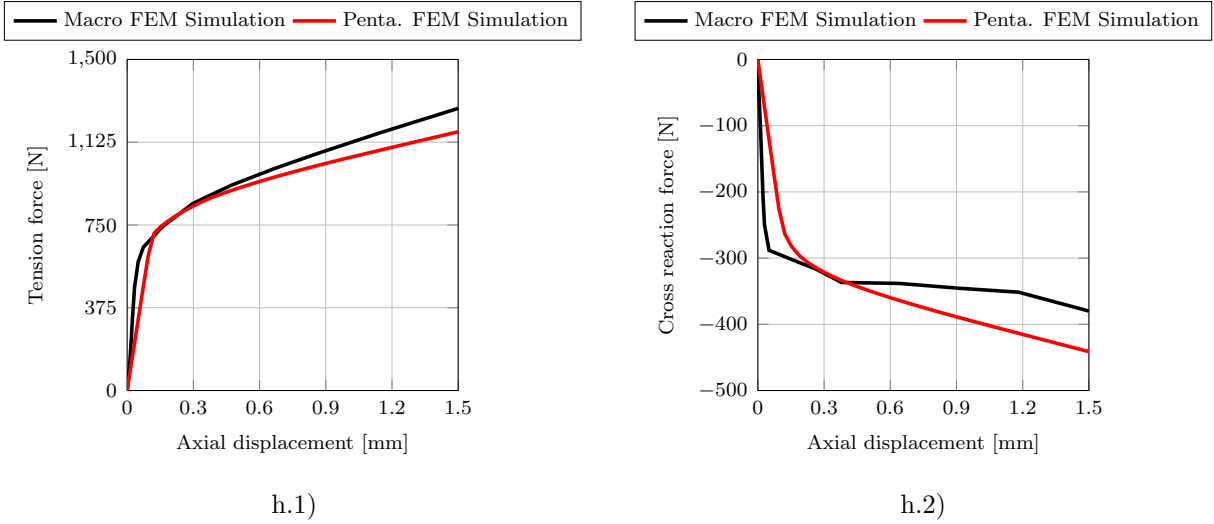 Macro FEM Simulation Penta. FEM Simulation
1,500
1,125
750
375
0
Tension force [N]
0 0.3 0.6 0.9 1.2 1.5
Axial displacement [mm]
h.1)
Macro FEM Simulation Penta. FEM Simulation
0
−100
−200
−300
−400
−500
Cross reaction force [N]
0 0.3 0.6 0.9 1.2 1.5
Axial displacement [mm]
h.2)